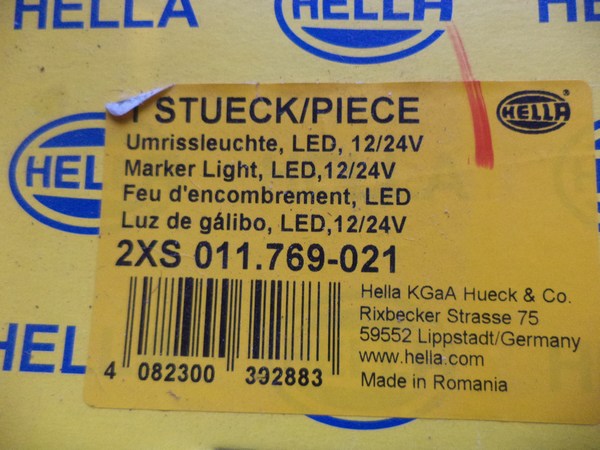 HELLA
HELLA
1 STUECK/PIECE
HELLA
Umrissleuchte, LED, 12/24V
Marker Light, LED,12/24V
Feu d'encombrement, LED
Luz de gálibo, LED,12/24V
2XS 011.769-021
HELLA
Hella KGaA Hueck & Co.
Rixbecker Strasse 75
59552 Lippstadt/Germany
www.hella.com
Made in Romania
4 082300 392883
HELLA